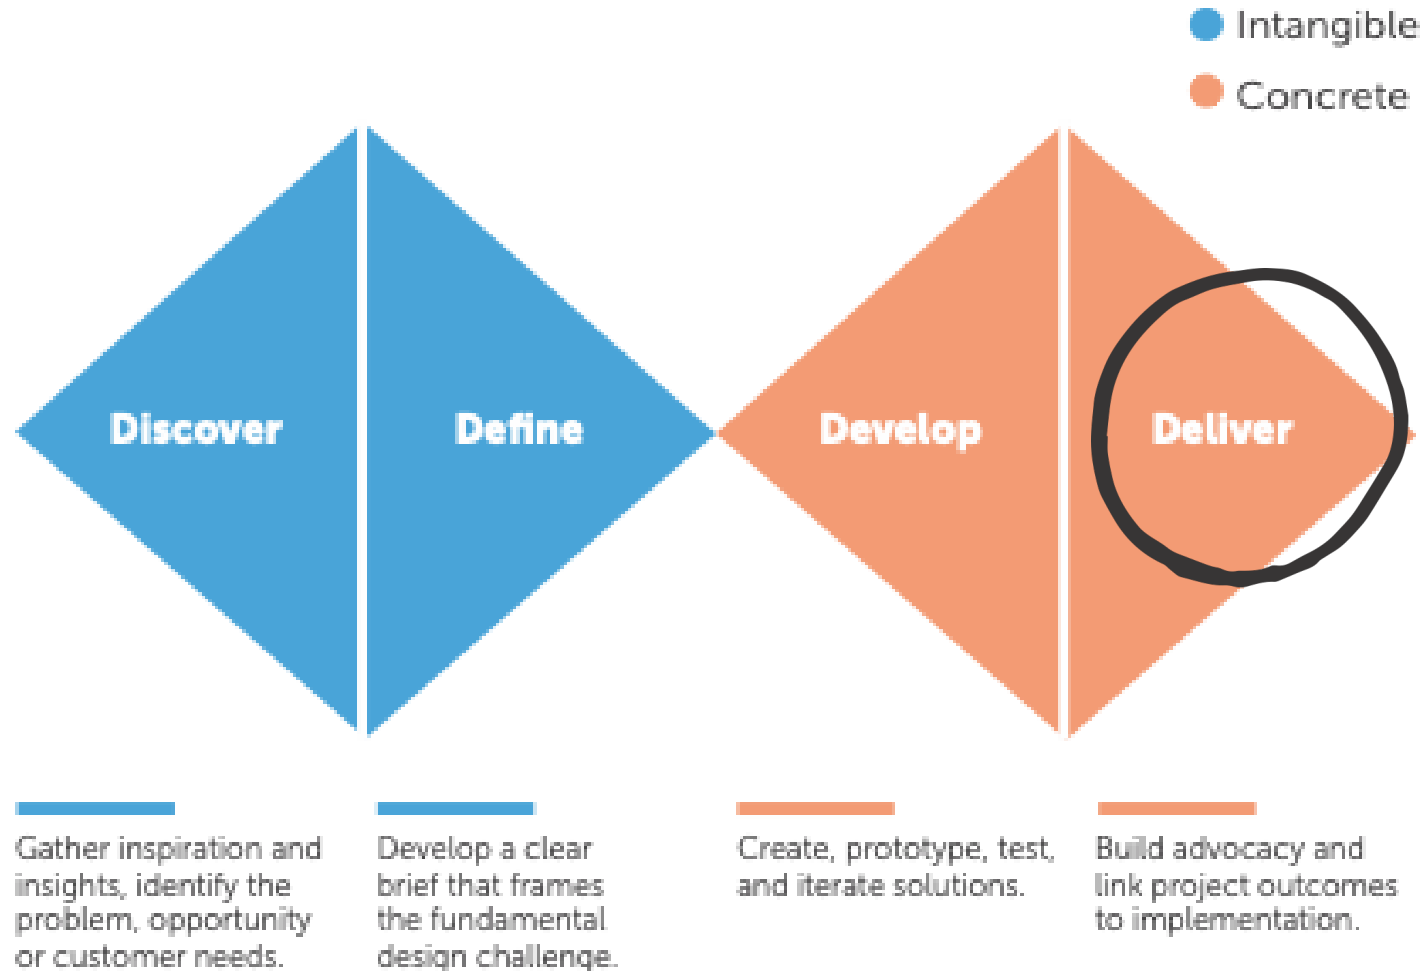 Intangible
Concrete
Discover
Define
Develop
Deliver
Gather inspiration and
insights, identify the
problem, opportunity
or customer needs.
Develop a clear
brief that frames
the fundamental
design challenge.
Create, prototype, test,
and iterate solutions.
Build advocacy and
link project outcomes
to implementation.